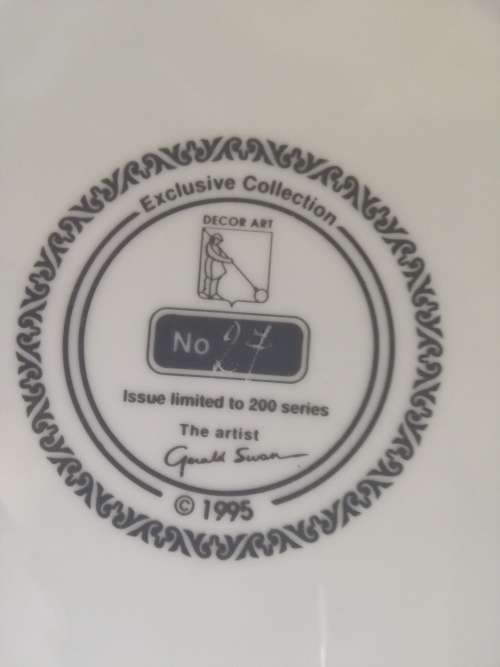 Exclusive Collection
DECOR ART
No 27
Issue limited to 200 series
The artist
Gerald Swan
© 1995